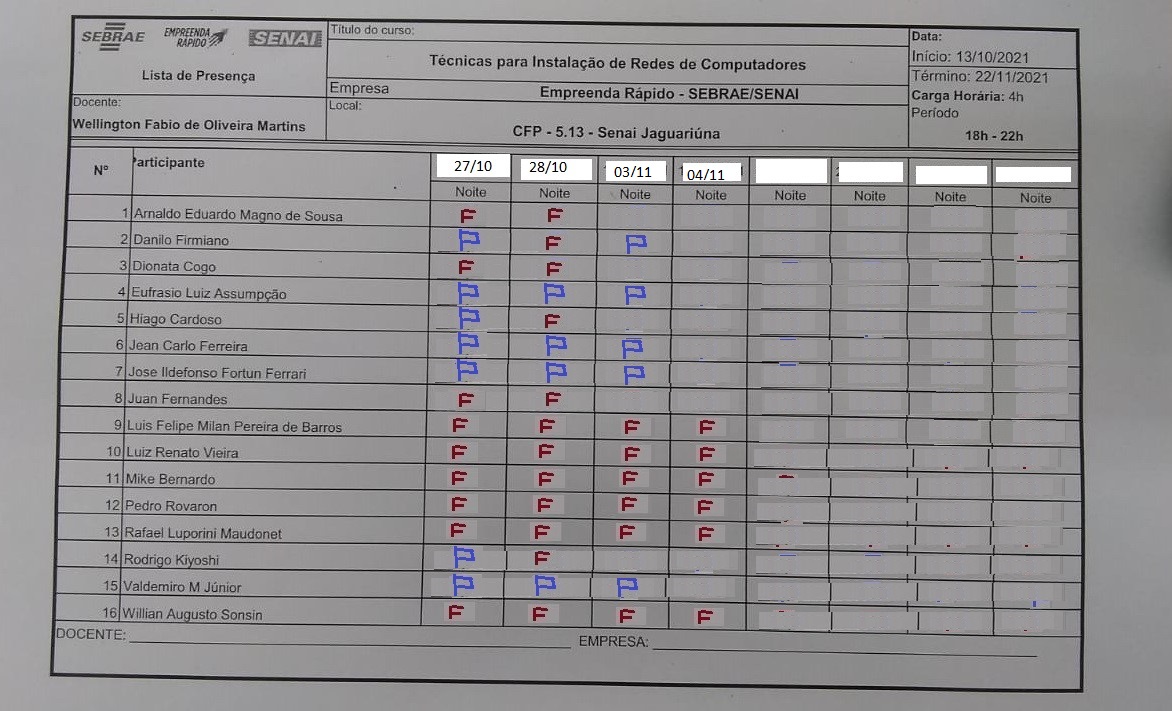 SEBRAE EMPREENDA RÁPIDO SENAI
Lista de Presença
Docente:
Wellington Fabio de Oliveira Martins
Título do curso:
Técnicas para Instalação de Redes de Computadores
Empresa Empreenda Rápido - SEBRAE/SENAI
Local:
CFP - 5.13 - Senai Jaguariúna
Data:
Início: 13/10/2021
Término: 22/11/2021
Carga Horária: 4h
Período
18h - 22h
Nº Participante 27/10 28/10 03/11 04/11
Noite Noite Noite Noite Noite Noite Noite Noite
1 Arnaldo Eduardo Magno de Sousa F F
2 Danilo Firmiano P F P
3 Dionata Cogo F F
4 Eufrasio Luiz Assumpção P P P
5 Hiago Cardoso P F
6 Jean Carlo Ferreira P P P
7 Jose Ildefonso Fortun Ferrari P P P
8 Juan Fernandes F F
9 Luis Felipe Milan Pereira de Barros F F F F
10 Luiz Renato Vieira F F F F
11 Mike Bernardo F F F F
12 Pedro Rovaron F F F F
13 Rafael Luporini Maudonet F F F F
14 Rodrigo Kiyoshi P F
15 Valdemiro M Júnior P P P
16 Willian Augusto Sonsin F F F F
DOCENTE: EMPRESA: